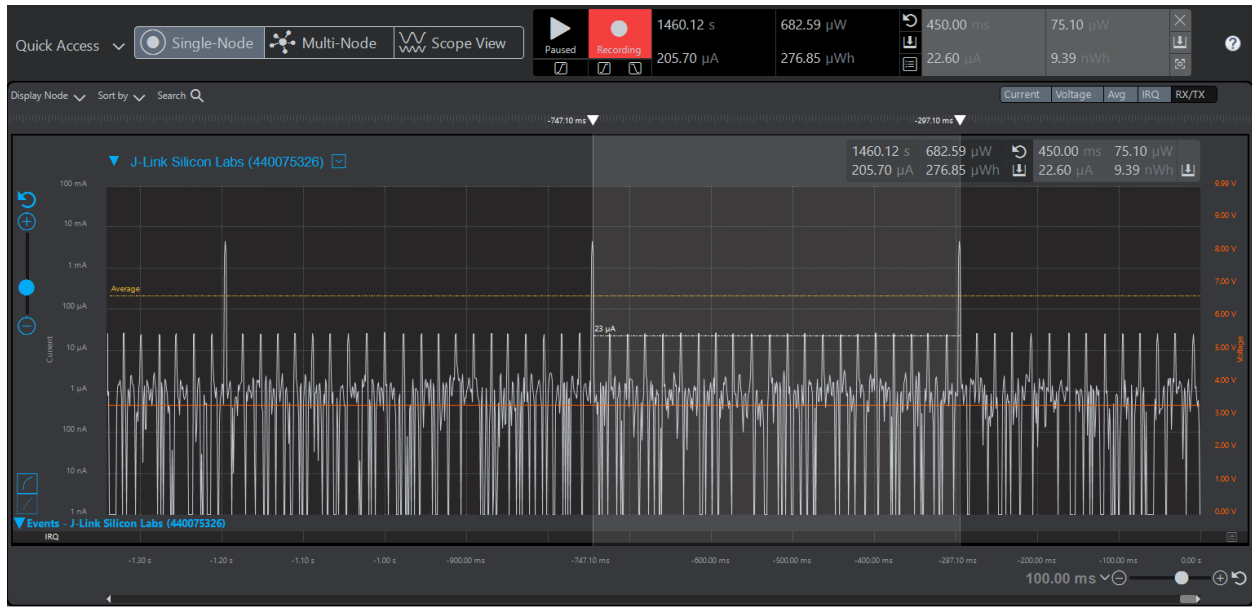 Quick Access Single-Node Multi-Node Scope View
Paused Recording
1460.12 s 682.59 µW 450.00 ms 75.10 µW
205.70 µA 276.85 µWh 22.60 µA 9.39 nWh
Display Node Sort by Search Current Voltage Avg IRQ RX/TX
-747.10 ms -297.10 ms
J-Link Silicon Labs (440075326)
1460.12 s 682.59 µW 450.00 ms 75.10 µW
205.70 µA 276.85 µWh 22.60 µA 9.39 nWh
100 mA 9.99 V
10 mA 9.00 V
8.00 V
1 mA
7.00 V
Average
100 µA
6.00 V
23 µA
10 µA 5.00 V
Current Voltage
1 µA 4.00 V
3.00 V
100 nA
2.00 V
10 nA
1.00 V
1 nA 0.00 V
Events - J-Link Silicon Labs (440075326)
IRQ
-1.30 s -1.20 s -1.10 s -1.00 s -900.00 ms -747.10 ms -600.00 ms -500.00 ms -400.00 ms -297.10 ms -200.00 ms -100.00 ms 0.00 s
100.00 ms